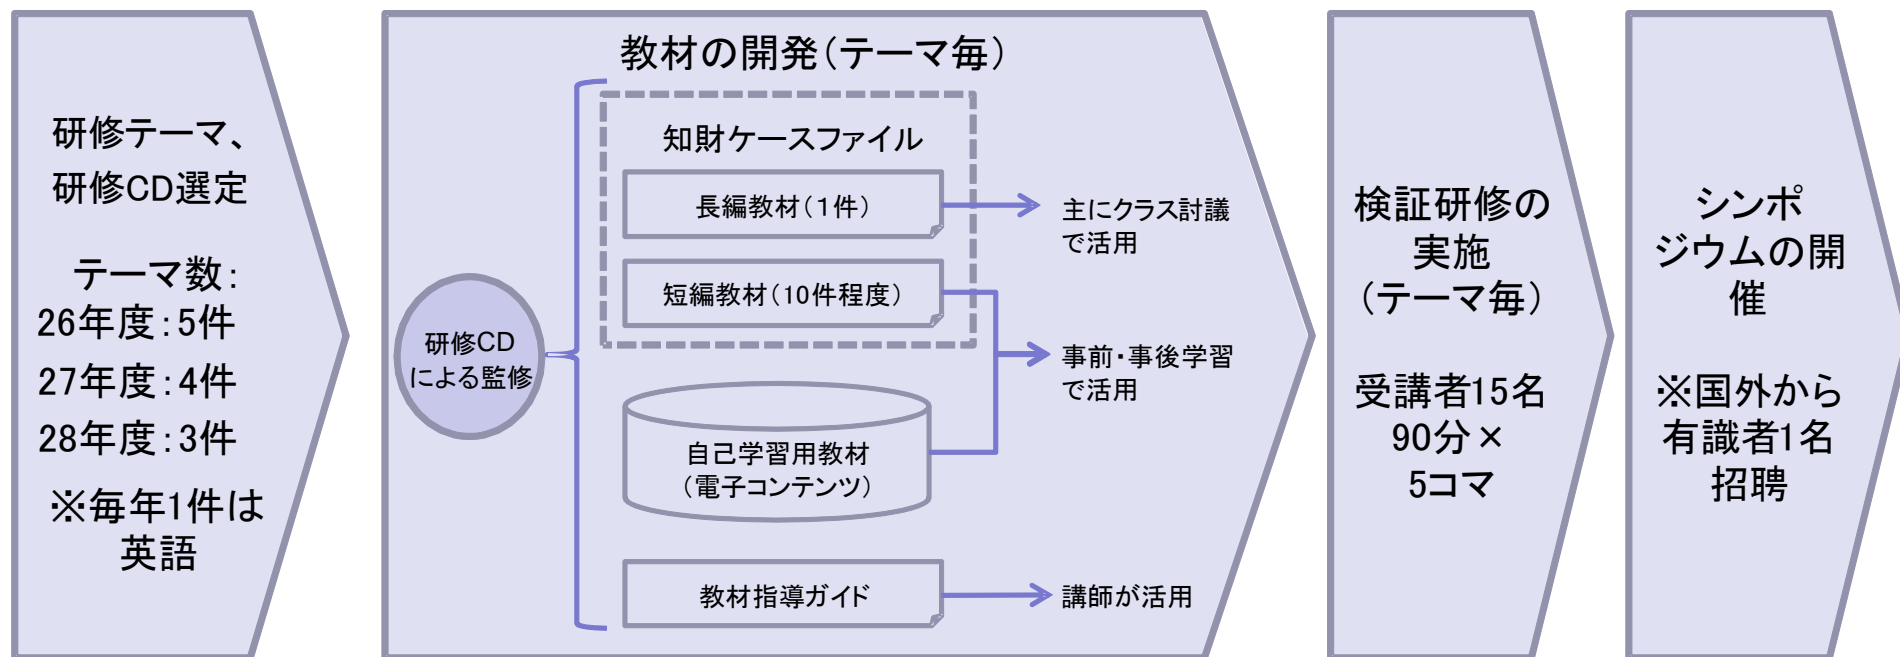 研修テーマ、
研修CD選定
テーマ数：
26年度：5件
27年度：4件
28年度：3件
※毎年1件は
英語
教材の開発（テーマ毎）
研修CD
による監修
知財ケースファイル
長編教材（1件）
短編教材（10件程度）
自己学習用教材
（電子コンテンツ）
教材指導ガイド
主にクラス討議
で活用
事前・事後学習
で活用
講師が活用
検証研修の
実施
（テーマ毎）
受講者15名
90分×
5コマ
シンポ
ジウムの開
催
※国外から
有識者1名
招聘